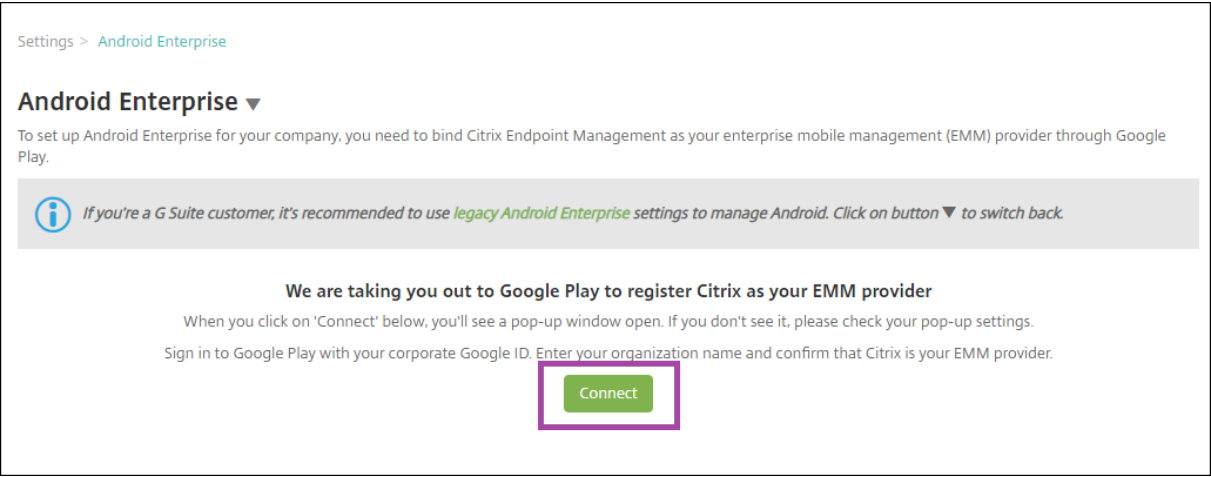 Settings > Android Enterprise
Android Enterprise ▼
To set up Android Enterprise for your company, you need to bind Citrix Endpoint Management as your enterprise mobile management (EMM) provider through Google
Play.
If you're a G Suite customer, it's recommended to use legacy Android Enterprise settings to manage Android. Click on button ▼ to switch back.
We are taking you out to Google Play to register Citrix as your EMM provider
When you click on 'Connect' below, you'll see a pop-up window open. If you don't see it, please check your pop-up settings.
Sign in to Google Play with your corporate Google ID. Enter your organization name and confirm that Citrix is your EMM provider.
Connect